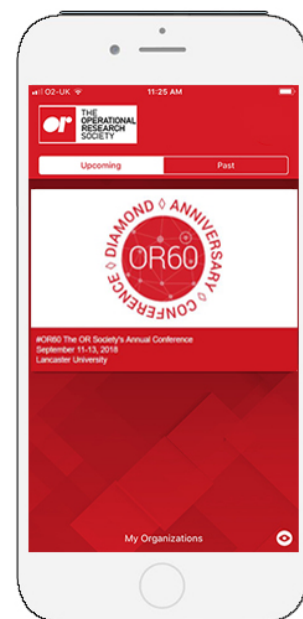 O2-UK
11:25 AM
or
THE
OPERATIONAL
RESEARCH
SOCIETY
Upcoming
Past
DIAMOND ◊ ANNIVERSARY ◊ CONFERENCE ◊
OR60
#OR60 The OR Society's Annual Conference
September 11-13, 2018
Lancaster University
My Organizations